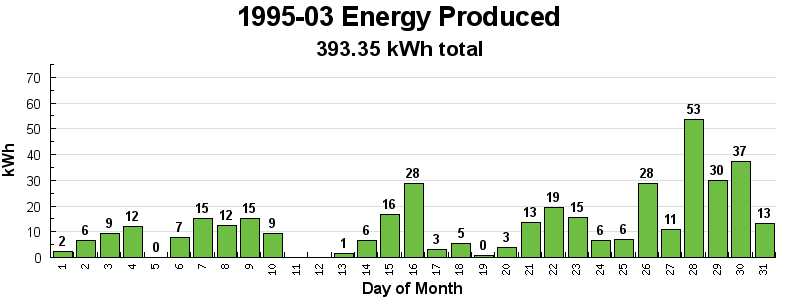 1995-03 Energy Produced
393.35 kWh total
kWh
70
60
50
40
30
20
10
0
2 6 9 12 0 7 15 12 15 9 1 6 16 28 3 5 0 3 13 19 15 6 6 28 11 53 30 37 13
1 2 3 4 5 6 7 8 9 10 11 12 13 14 15 16 17 18 19 20 21 22 23 24 25 26 27 28 29 30 31
Day of Month